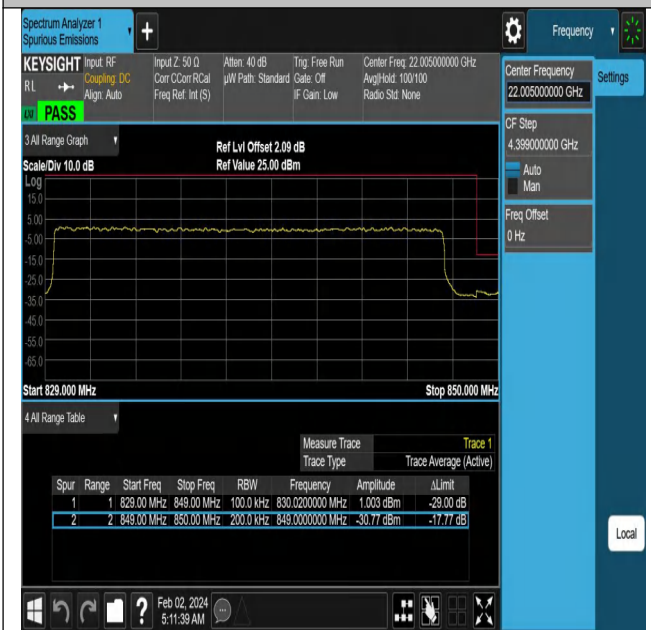 Spectrum Analyzer 1
Spurious Emissions
Frequency
KEYSIGHT
RL
PASS
Input: RF
Coupling: DC
Align: Auto
Input Z: 50 Ω
Corr CCorr RCal
Freq Ref: Int (S)
Atten: 40 dB
µW Path: Standard
Trig: Free Run
Gate: Off
IF Gain: Low
Center Freq: 22.005000000 GHz
Avg|Hold: 100/100
Radio Std: None
Center Frequency
22.005000000 GHz
Settings
CF Step
4.399000000 GHz
Auto
Man
Freq Offset
0 Hz
3 All Range Graph
Scale/Div 10.0 dB
Ref Lvl Offset 2.09 dB
Ref Value 25.00 dBm
Log
15.0
5.00
-5.00
-15.0
-25.0
-35.0
-45.0
-55.0
-65.0
Start 829.000 MHz
Stop 850.000 MHz
4 All Range Table
Measure Trace Trace 1
Trace Type Trace Average (Active)
Spur Range Start Freq Stop Freq RBW Frequency Amplitude ΔLimit
1 1 829.00 MHz 849.00 MHz 100.0 kHz 830.0200000 MHz 1.003 dBm -29.00 dB
2 2 849.00 MHz 850.00 MHz 200.0 kHz 849.0000000 MHz -30.77 dBm -17.77 dB
Local
Feb 02, 2024
5:11:39 AM